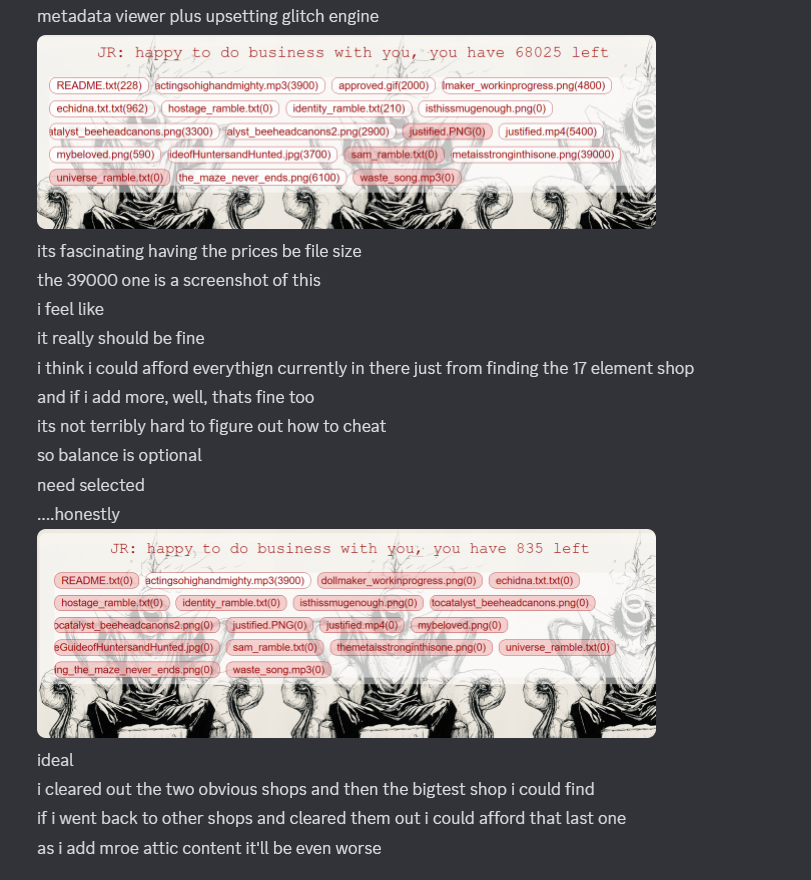 metadata viewer plus upsetting glitch engine
JR: happy to do business with you, you have 68025 left
README.txt(228) actingsohighandmighty.mp3(3900) approved.gif(2000) lmaker_workinprogress.png(4800)
echidna.txt.txt(962) hostage_ramble.txt(0) identity_ramble.txt(210) isthissmugenough.png(0)
atalyst_beeheadcanons.png(3300) alyst_beeheadcanons2.png(2900) justified.PNG(0) justified.mp4(5400)
mybeloved.png(590) ideofHuntersandHunted.jpg(3700) sam_ramble.txt(0) metaisstronginthisone.png(39000)
universe_ramble.txt(0) the_maze_never_ends.png(6100) waste_song.mp3(0)
its fascinating having the prices be file size
the 39000 one is a screenshot of this
i feel like
it really should be fine
i think i could afford everythign currently in there just from finding the 17 element shop
and if i add more, well, thats fine too
its not terribly hard to figure out how to cheat
so balance is optional
need selected
....honestly
JR: happy to do business with you, you have 835 left
README.txt(0) actingsohighandmighty.mp3(3900) dollmaker_workinprogress.png(0) echidna.txt.txt(0)
hostage_ramble.txt(0) identity_ramble.txt(0) isthissmugenough.png(0) tocatalyst_beeheadcanons.png(0)
ocatalyst_beeheadcanons2.png(0) justified.PNG(0) justified.mp4(0) mybeloved.png(0)
eGuideofHuntersandHunted.jpg(0) sam_ramble.txt(0) themetaisstronginthisone.png(0) universe_ramble.txt(0)
ing_the_maze_never_ends.png(0) waste_song.mp3(0)
ideal
i cleared out the two obvious shops and then the bigtest shop i could find
if i went back to other shops and cleared them out i could afford that last one
as i add mroe attic content it'll be even worse